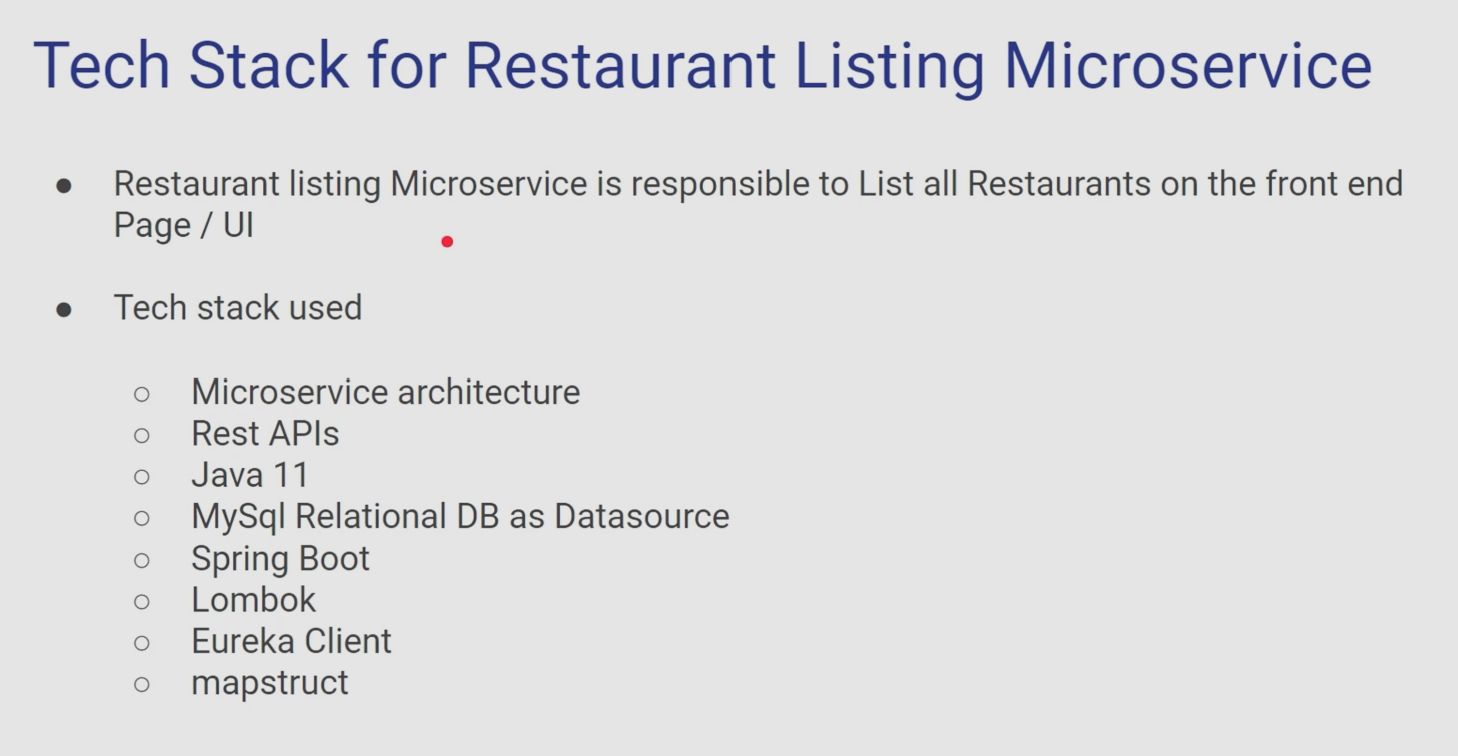 Tech Stack for Restaurant Listing Microservice
● Restaurant listing Microservice is responsible to List all Restaurants on the front end
Page / UI
● Tech stack used
○ Microservice architecture
○ Rest APIs
○ Java 11
○ MySql Relational DB as Datasource
○ Spring Boot
○ Lombok
○ Eureka Client
○ mapstruct